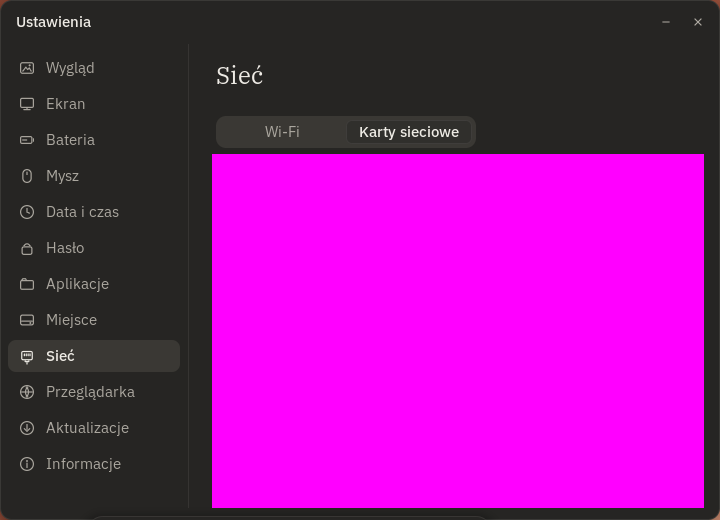 Ustawienia
Wygląd
Ekran
Bateria
Mysz
Data i czas
Hasło
Aplikacje
Miejsce
Sieć
Przeglądarka
Aktualizacje
Informacje
Sieć
Wi-Fi
Karty sieciowe